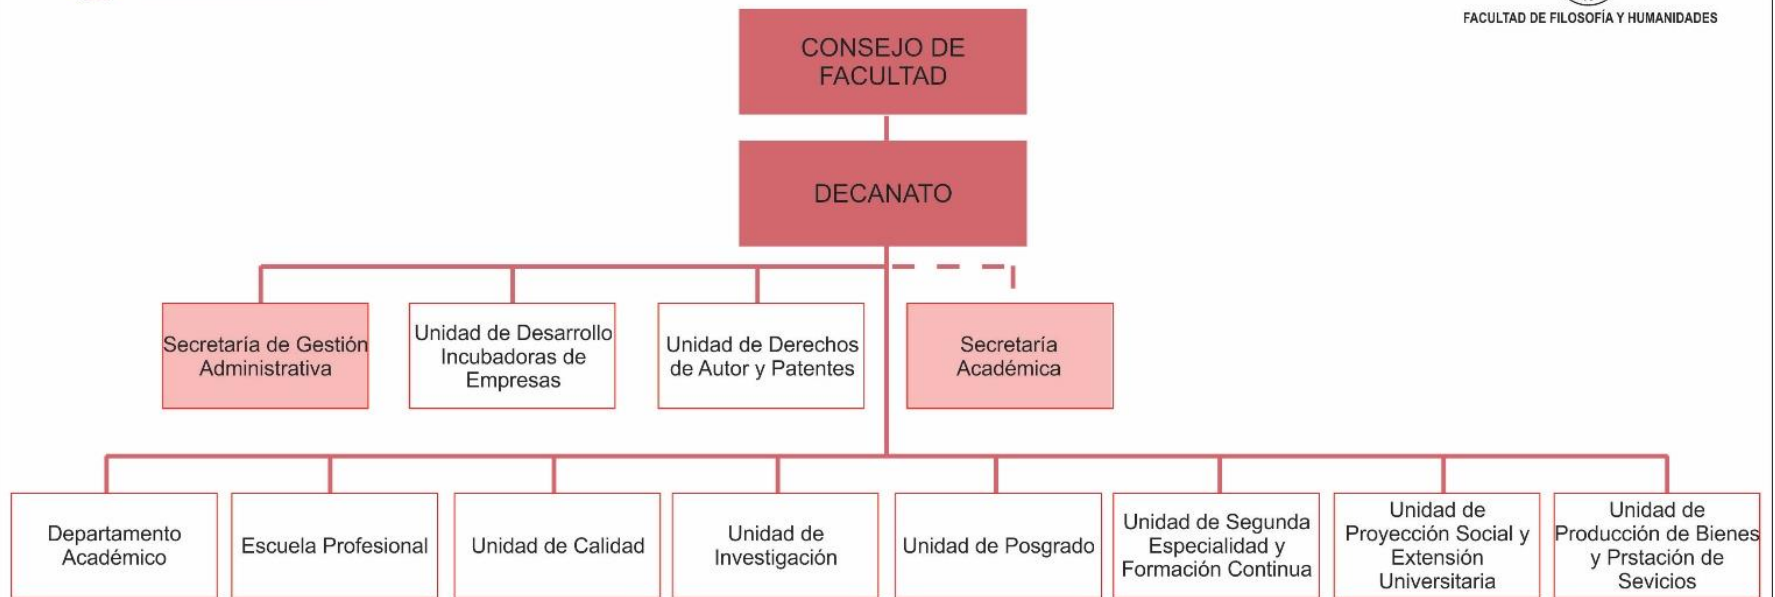 FACULTAD DE FILOSOFÍA Y HUMANIDADES
CONSEJO DE
FACULTAD
DECANATO
Secretaría de Gestión
Administrativa
Unidad de Desarrollo
Incubadoras de
Empresas
Unidad de Derechos
de Autor y Patentes
Secretaría
Académica
Departamento
Académico
Escuela Profesional
Unidad de Calidad
Unidad de
Investigación
Unidad de Posgrado
Unidad de Segunda
Especialidad y
Formación Continua
Unidad de
Proyección Social y
Extensión
Universitaria
Unidad de
Producción de Bienes
y Prstación de
Sevicios